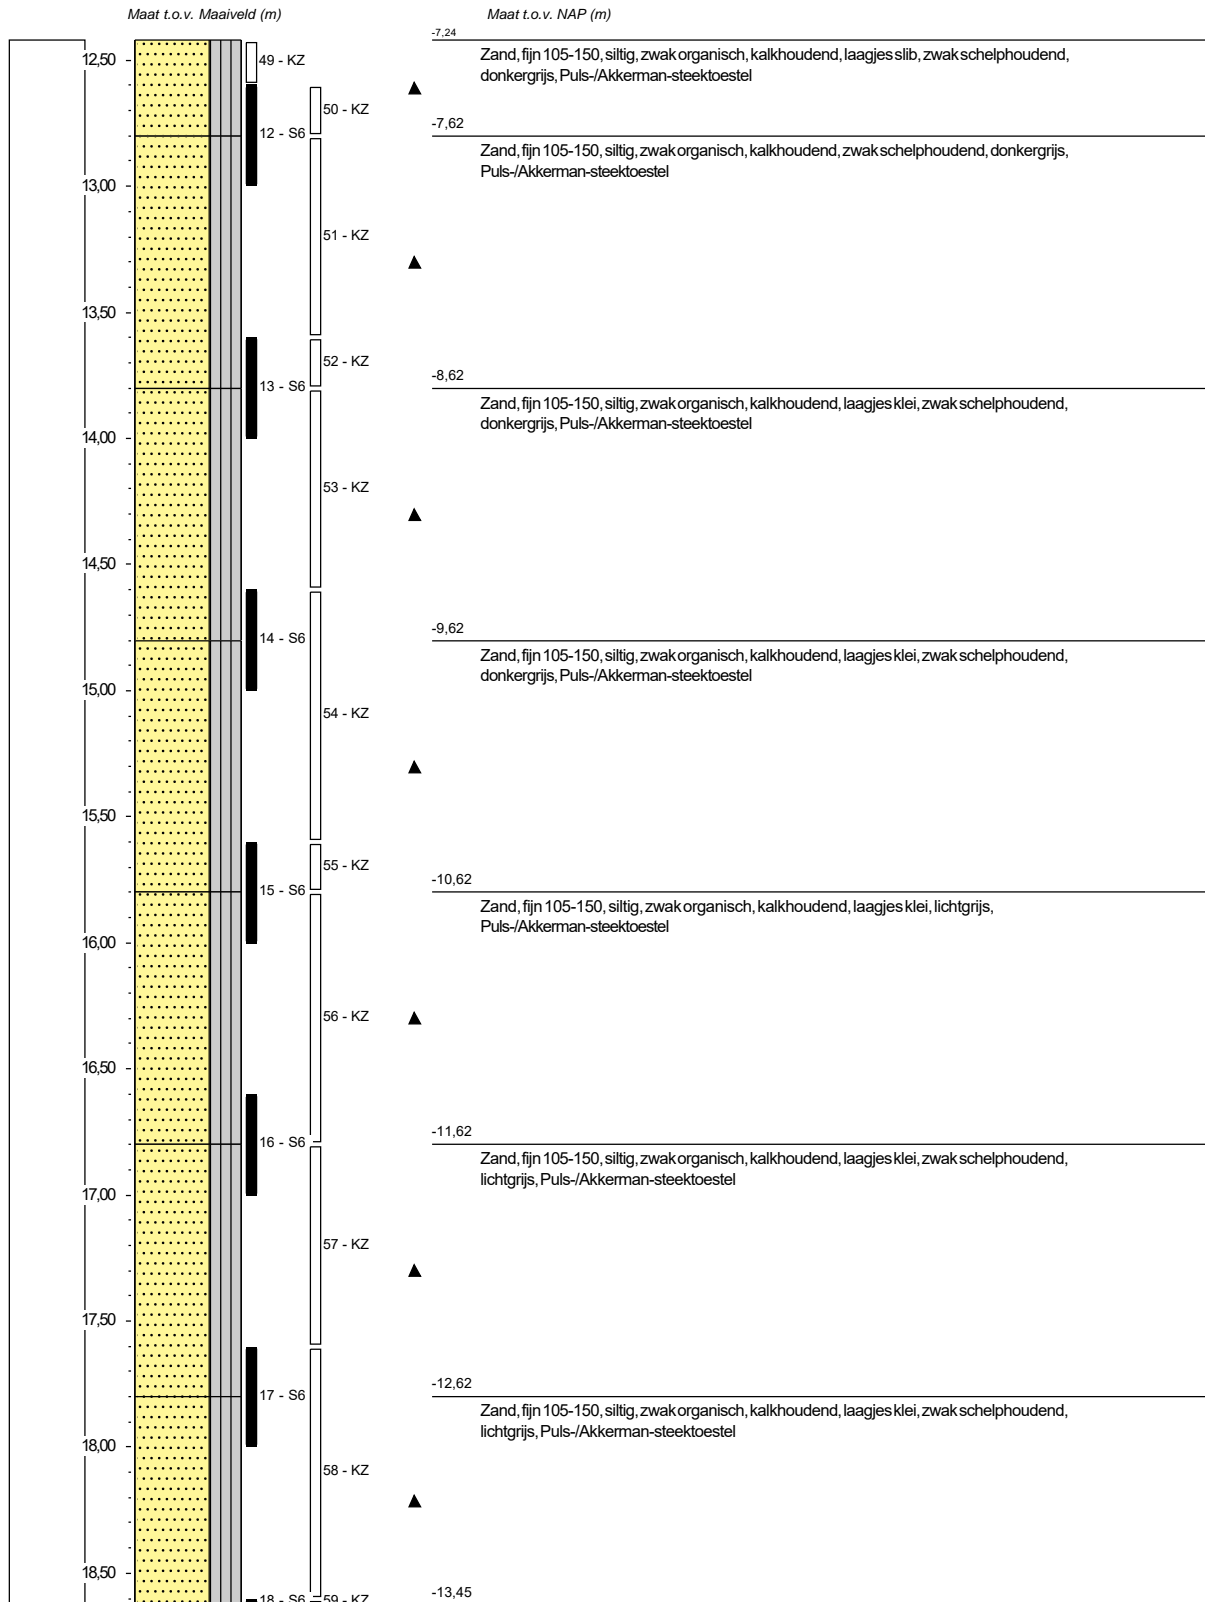 Maat t.o.v. Maaiveld (m)
Maat t.o.v. NAP (m)
-7,24
12,50
49 - KZ
Zand, fijn 105-150, siltig, zwak organisch, kalkhoudend, laagjes slib, zwak schelphoudend,
donkergrijs, Puls-/Akkerman-steektoestel
50 - KZ
12 - S6
-7,62
Zand, fijn 105-150, siltig, zwak organisch, kalkhoudend, zwak schelphoudend, donkergrijs,
Puls-/Akkerman-steektoestel
13,00
51 - KZ
13,50
52 - KZ
13 - S6
-8,62
Zand, fijn 105-150, siltig, zwak organisch, kalkhoudend, laagjes klei, zwak schelphoudend,
donkergrijs, Puls-/Akkerman-steektoestel
14,00
53 - KZ
14,50
14 - S6
-9,62
Zand, fijn 105-150, siltig, zwak organisch, kalkhoudend, laagjes klei, zwak schelphoudend,
donkergrijs, Puls-/Akkerman-steektoestel
15,00
54 - KZ
15,50
55 - KZ
15 - S6
-10,62
Zand, fijn 105-150, siltig, zwak organisch, kalkhoudend, laagjes klei, lichtgrijs,
Puls-/Akkerman-steektoestel
16,00
56 - KZ
16,50
16 - S6
-11,62
Zand, fijn 105-150, siltig, zwak organisch, kalkhoudend, laagjes klei, zwak schelphoudend,
lichtgrijs, Puls-/Akkerman-steektoestel
17,00
57 - KZ
17,50
17 - S6
-12,62
Zand, fijn 105-150, siltig, zwak organisch, kalkhoudend, laagjes klei, zwak schelphoudend,
lichtgrijs, Puls-/Akkerman-steektoestel
18,00
58 - KZ
18,50
18 - S6
59 - KZ
-13,45